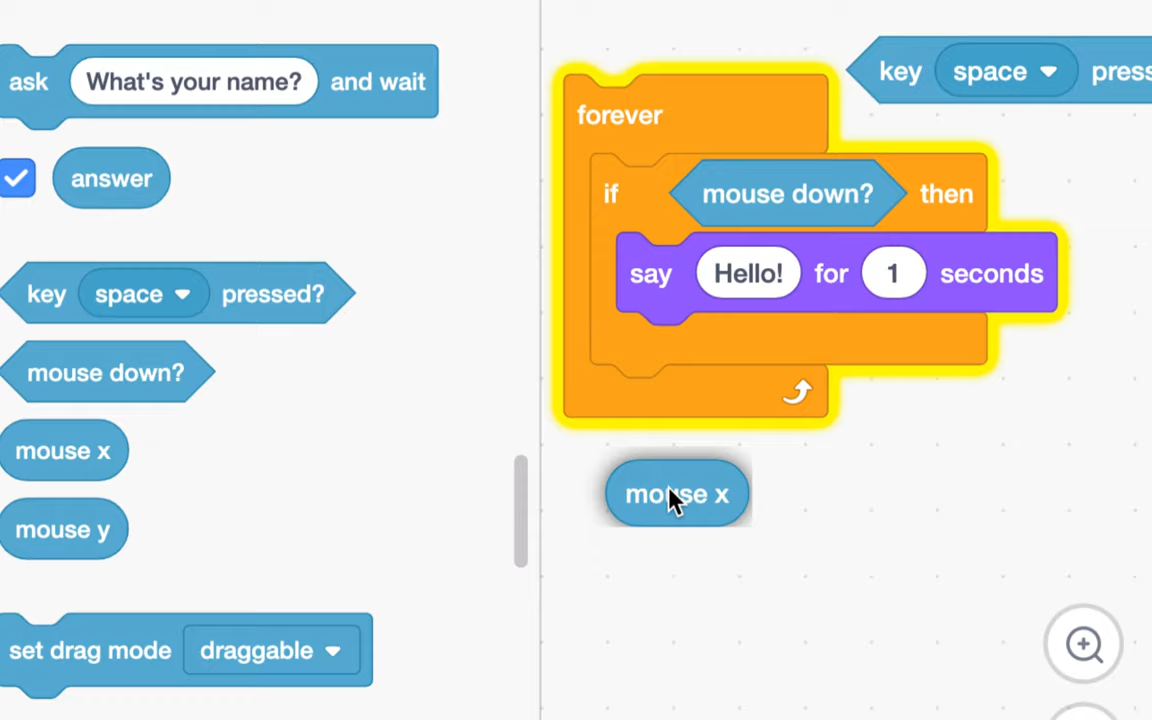 ask What's your name? and wait
answer
key space pressed?
mouse down?
mouse x
mouse y
set drag mode draggable
key space press
forever
if mouse down? then
say Hello! for 1 seconds
mouse x